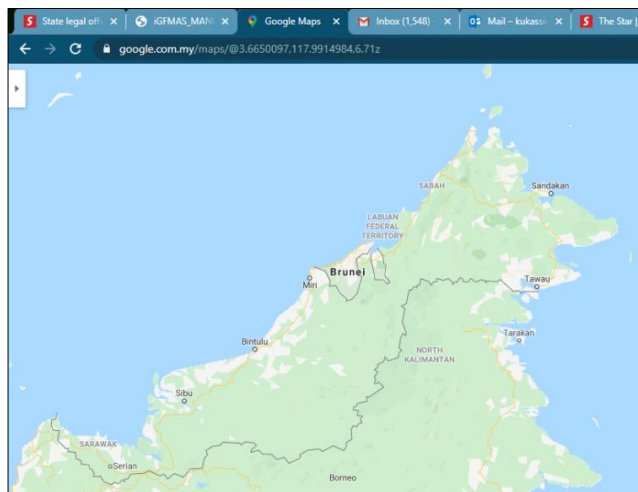 State legal off
iGFMAS_MAN
Google Maps
Inbox (1,548)
Mail – kukassi
The Star |
google.com.my/maps/@3.6650097,117.9914984,6.71z
SABAH
Sandakan
LABUAN
FEDERAL
TERRITORY
Brunei
Miri
Tawau
Bintulu
Tarakan
NORTH
KALIMANTAN
Sibu
SARAWAK
Serian
Borneo